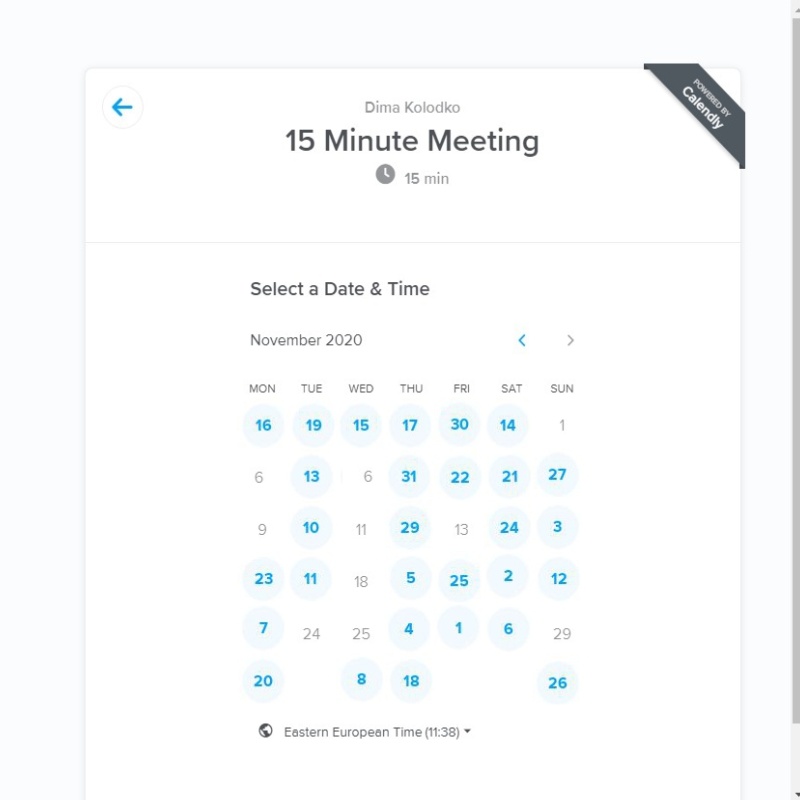 POWERED BY
Calendly
Dima Kolodko
15 Minute Meeting
15 min
Select a Date & Time
November 2020
MON TUE WED THU FRI SAT SUN
16 19 15 17 30 14 1
6 13 6 31 22 21 27
9 10 11 29 13 24 3
23 11 18 5 25 2 12
7 24 25 4 1 6 29
20 8 18 26
Eastern European Time (11:38)